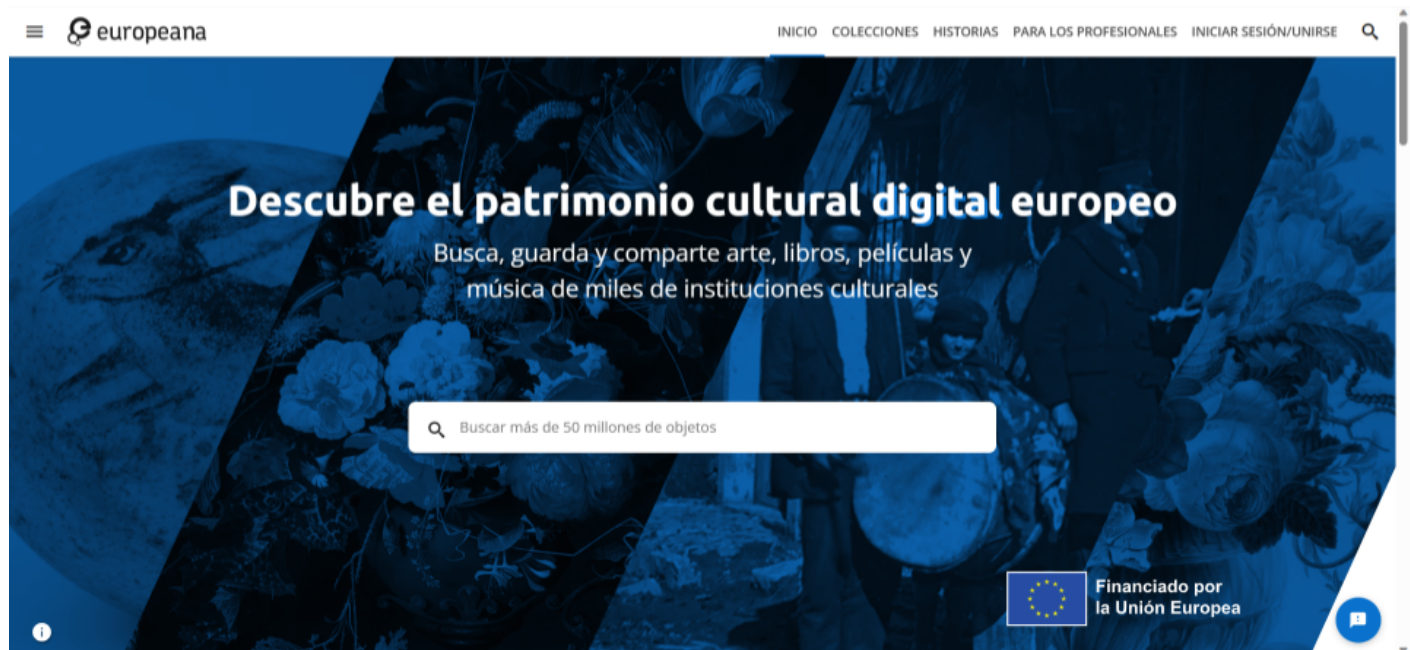 europeana
INICIO COLECCIONES HISTORIAS PARA LOS PROFESIONALES INICIAR SESIÓN/UNIRSE
Descubre el patrimonio cultural digital europeo
Busca, guarda y comparte arte, libros, películas y
música de miles de instituciones culturales
Buscar más de 50 millones de objetos
Financiado por
la Unión Europea